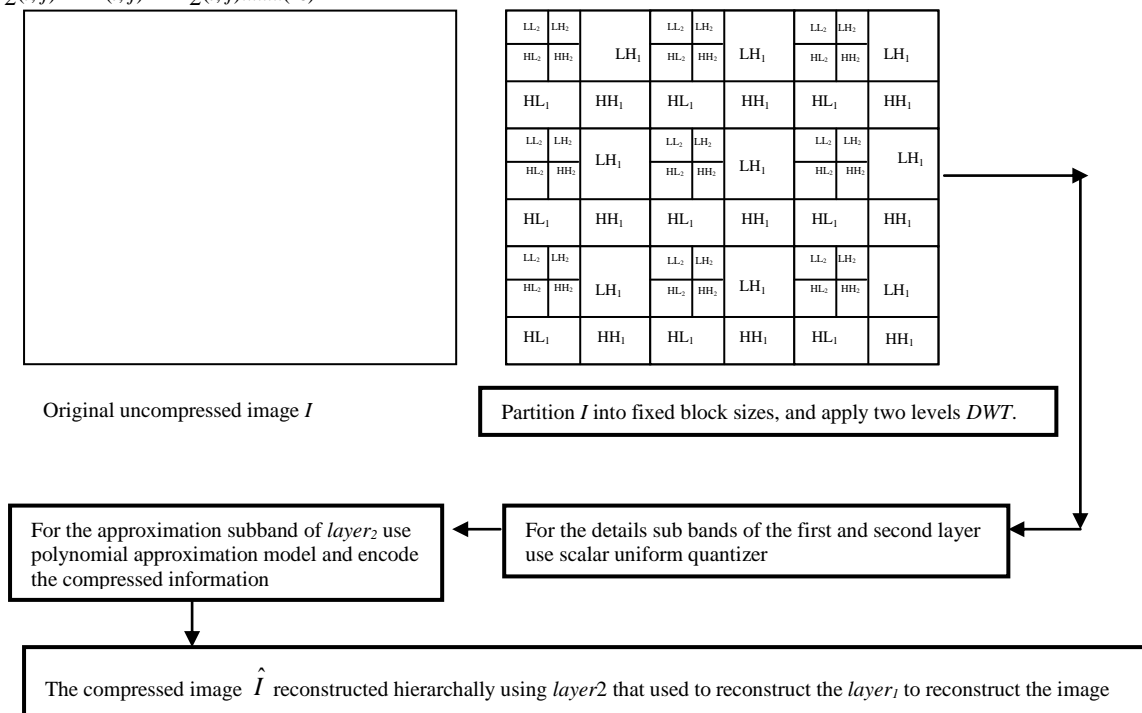 LL₂ LH₂ LL₂ LH₂ LL₂ LH₂
LH₁ LH₁ LH₁
HL₂ HH₂ HL₂ HH₂ HL₂ HH₂
HL₁ HH₁ HL₁ HH₁ HL₁ HH₁
LL₂ LH₂ LL₂ LH₂ LL₂ LH₂
LH₁ LH₁ LH₁
HL₂ HH₂ HL₂ HH₂ HL₂ HH₂
HL₁ HH₁ HL₁ HH₁ HL₁ HH₁
LL₂ LH₂ LL₂ LH₂ LL₂ LH₂
HL₂ HH₂ HL₂ HH₂ HL₂ HH₂
LH₁ LH₁ LH₁
HL₁ HH₁ HL₁ HH₁ HL₁ HH₁
Original uncompressed image I
Partition I into fixed block sizes, and apply two levels DWT.
For the approximation subband of layer₂ use
polynomial approximation model and encode
the compressed information
For the details sub bands of the first and second layer
use scalar uniform quantizer
The compressed image Î reconstructed hierarchally using layer2 that used to reconstruct the layer₁ to reconstruct the image